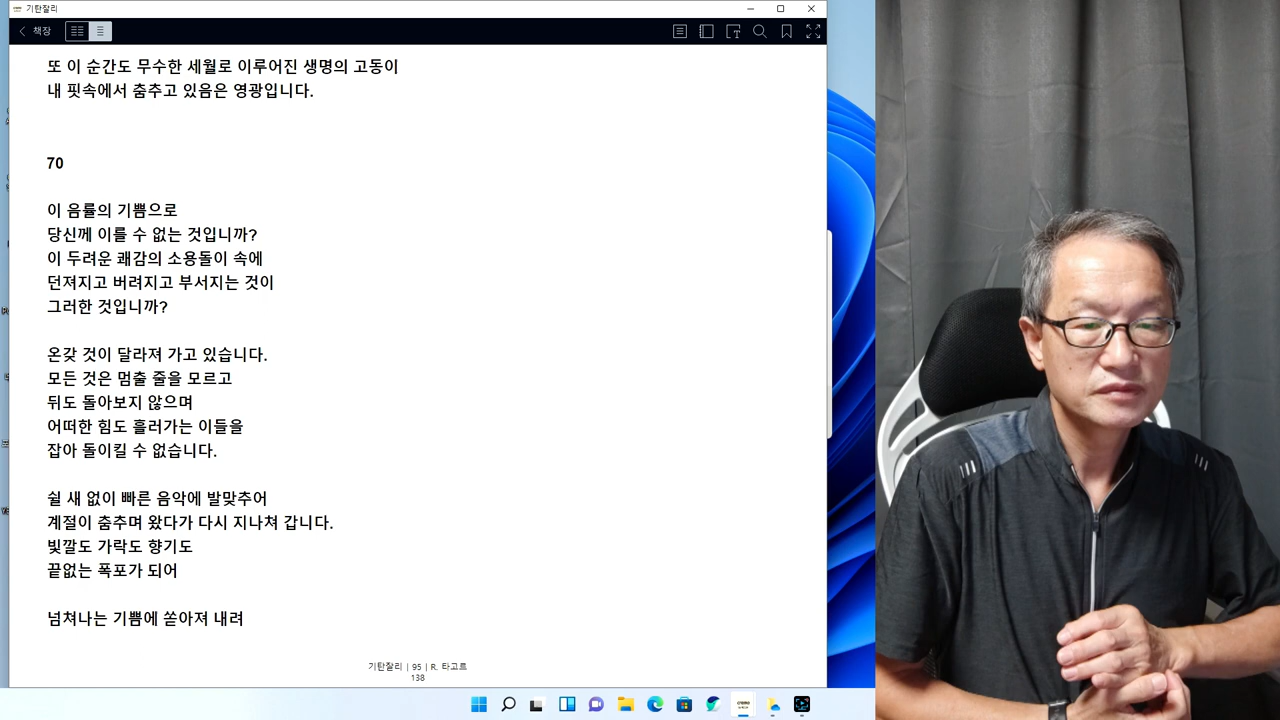 기탄잘리
책장
또 이 순간도 무수한 세월로 이루어진 생명의 고동이
내 핏속에서 춤추고 있음은 영광입니다.
70
이 음률의 기쁨으로
당신께 이를 수 없는 것입니까?
이 두려운 쾌감의 소용돌이 속에
던져지고 버려지고 부서지는 것이
그러한 것입니까?
온갖 것이 달라져 가고 있습니다.
모든 것은 멈출 줄을 모르고
뒤도 돌아보지 않으며
어떠한 힘도 흘러가는 이들을
잡아 돌이킬 수 없습니다.
쉴 새 없이 빠른 음악에 발맞추어
계절이 춤추며 왔다가 다시 지나쳐 갑니다.
빛깔도 가락도 향기도
끝없는 폭포가 되어
넘쳐나는 기쁨에 쏟아져 내려
기탄잘리 | 95 | R. 타고르
138